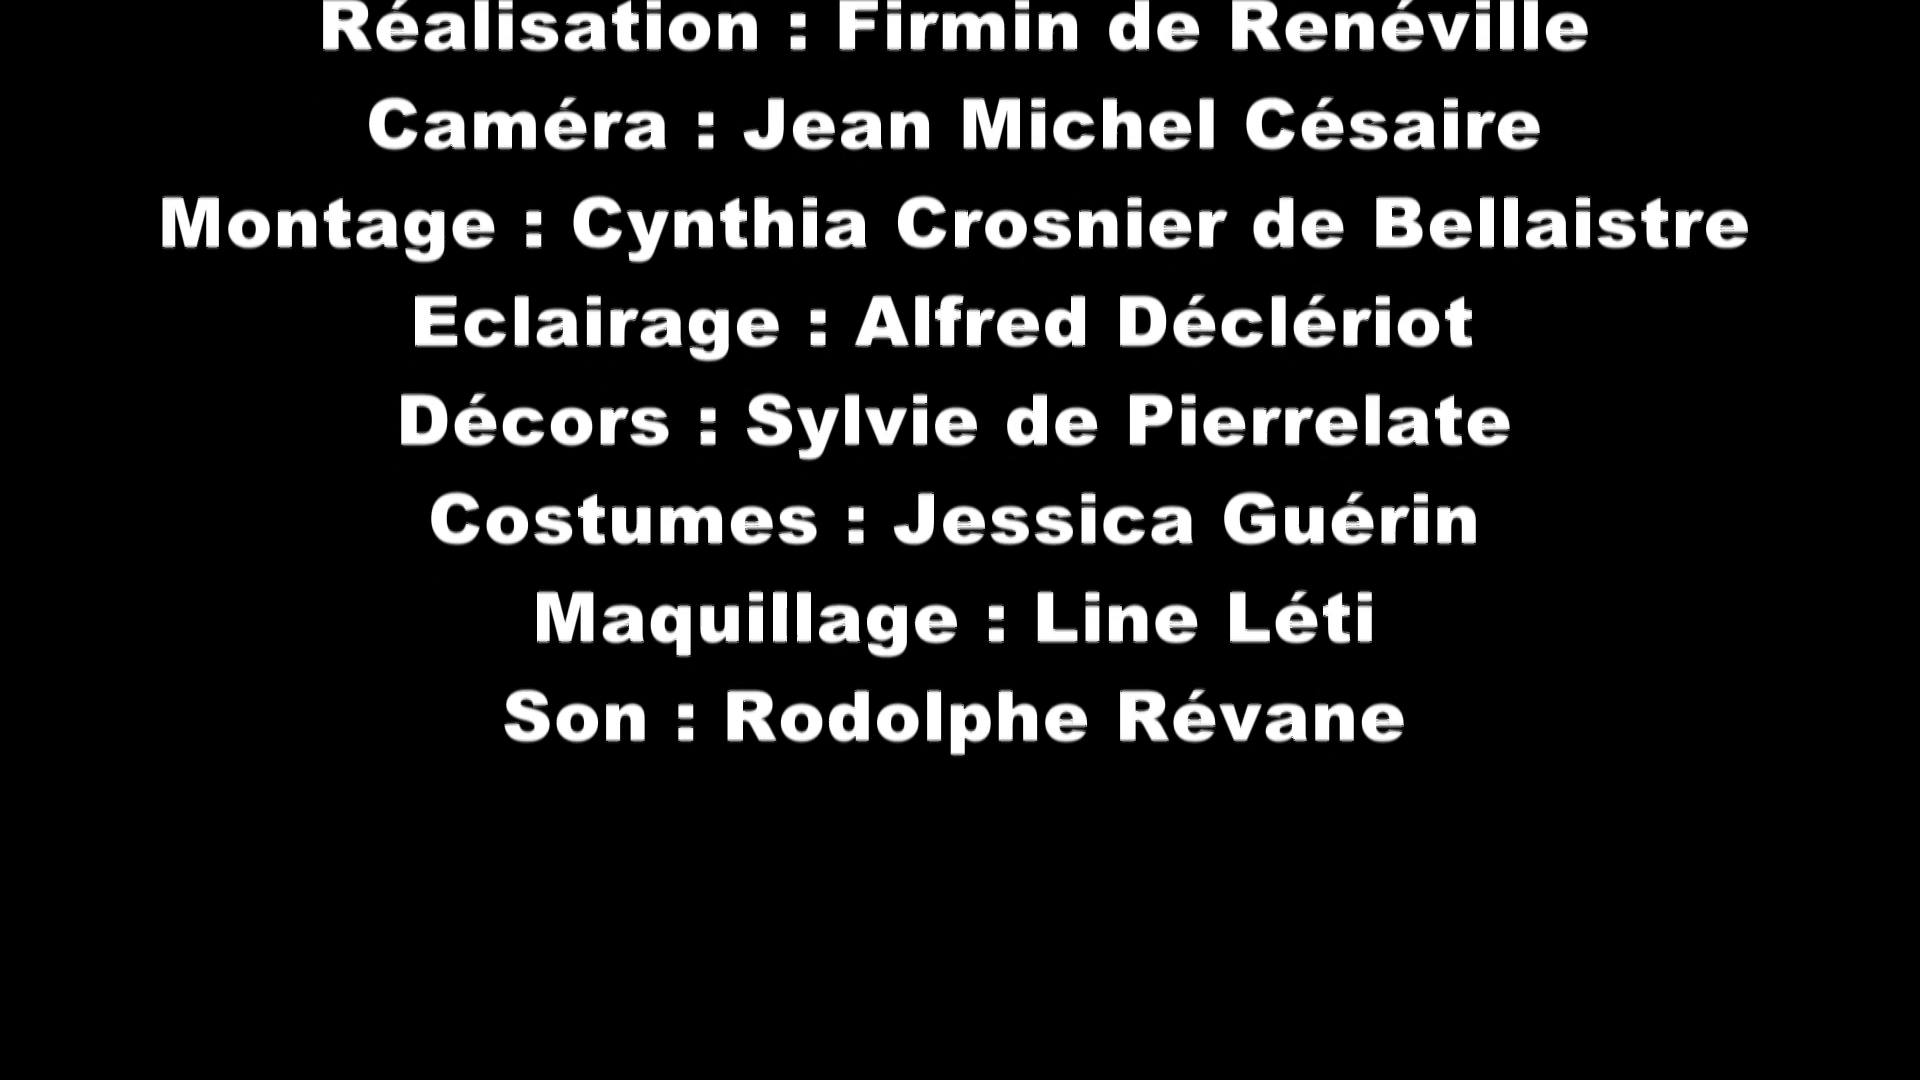 Réalisation : Firmin de Renéville
Caméra : Jean Michel Césaire
Montage : Cynthia Crosnier de Bellaistre
Eclairage : Alfred Déclériot
Décors : Sylvie de Pierrelate
Costumes : Jessica Guérin
Maquillage : Line Léti
Son : Rodolphe Révane